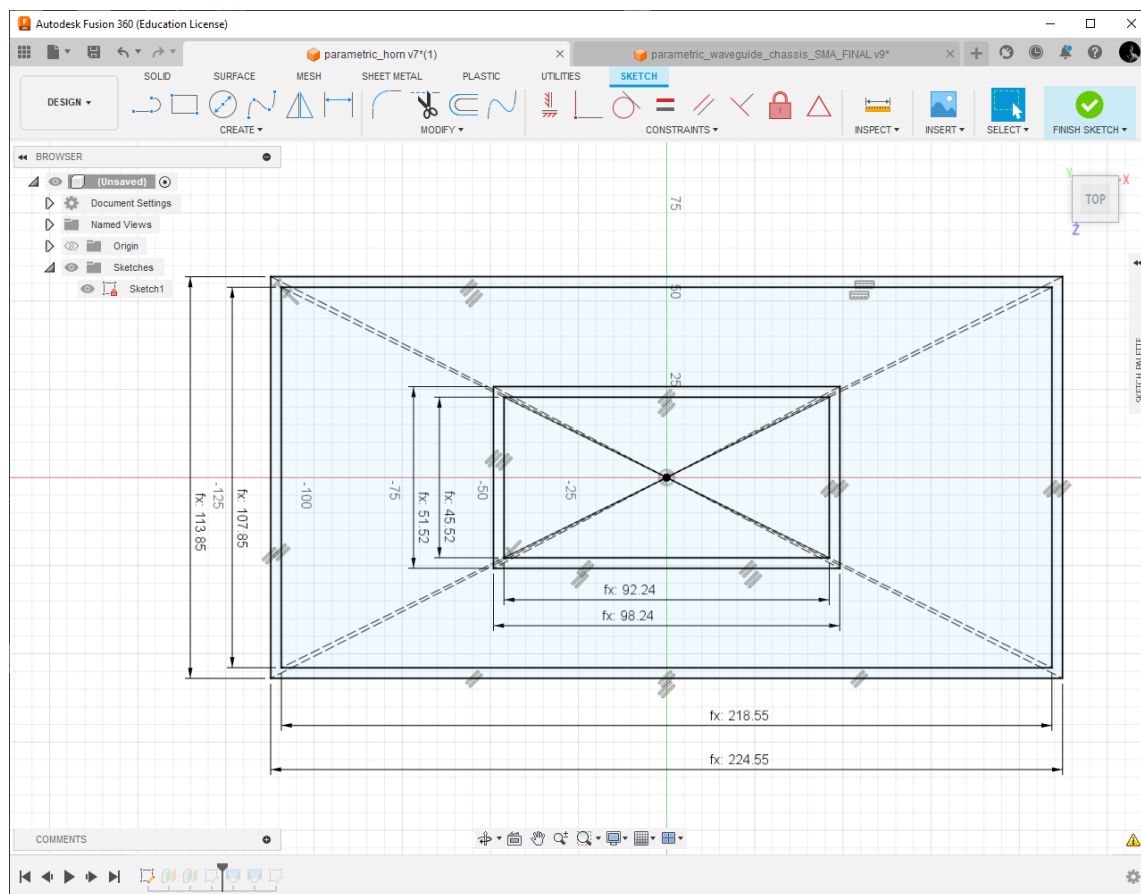 Autodesk Fusion 360 (Education License)
parametric_horn v7*(1)
parametric_waveguide_chassis_SMA_FINAL v9*
SOLID
SURFACE
MESH
SHEET METAL
PLASTIC
UTILITIES
SKETCH
DESIGN
CREATE
MODIFY
CONSTRAINTS
INSPECT
INSERT
SELECT
FINISH SKETCH
BROWSER
(Unsaved)
Document Settings
Named Views
Origin
Sketches
Sketch1
Y
X
TOP
Z
SKETCH PALETTE
75
50
25
-125
-100
-75
-50
-25
fx: 113.85
fx: 107.85
fx: 51.52
fx: 45.52
fx: 92.24
fx: 98.24
fx: 218.55
fx: 224.55
COMMENTS